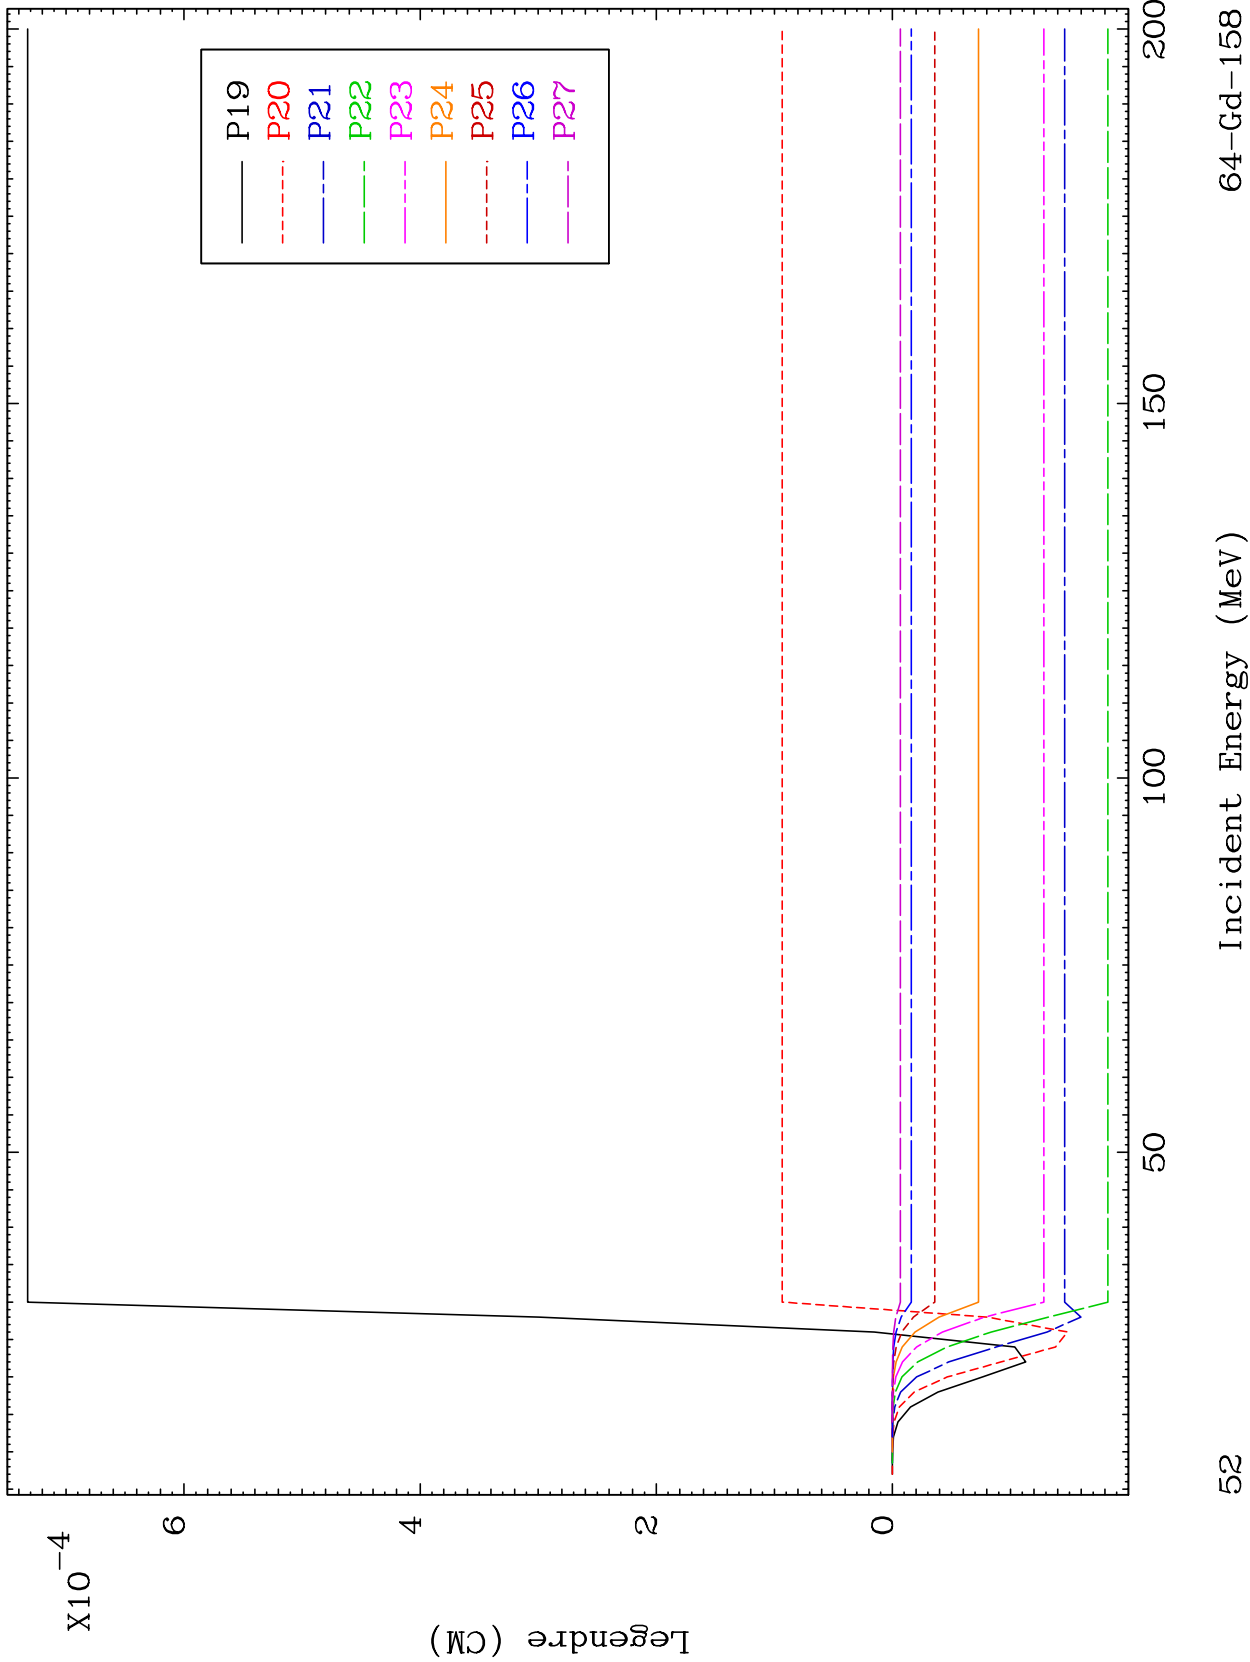 X10-4
6
4
2
0
Legendre (CM)
P19
P20
P21
P22
P23
P24
P25
P26
P27
50
100
150
200
Incident Energy (MeV)
52
64-Gd-158